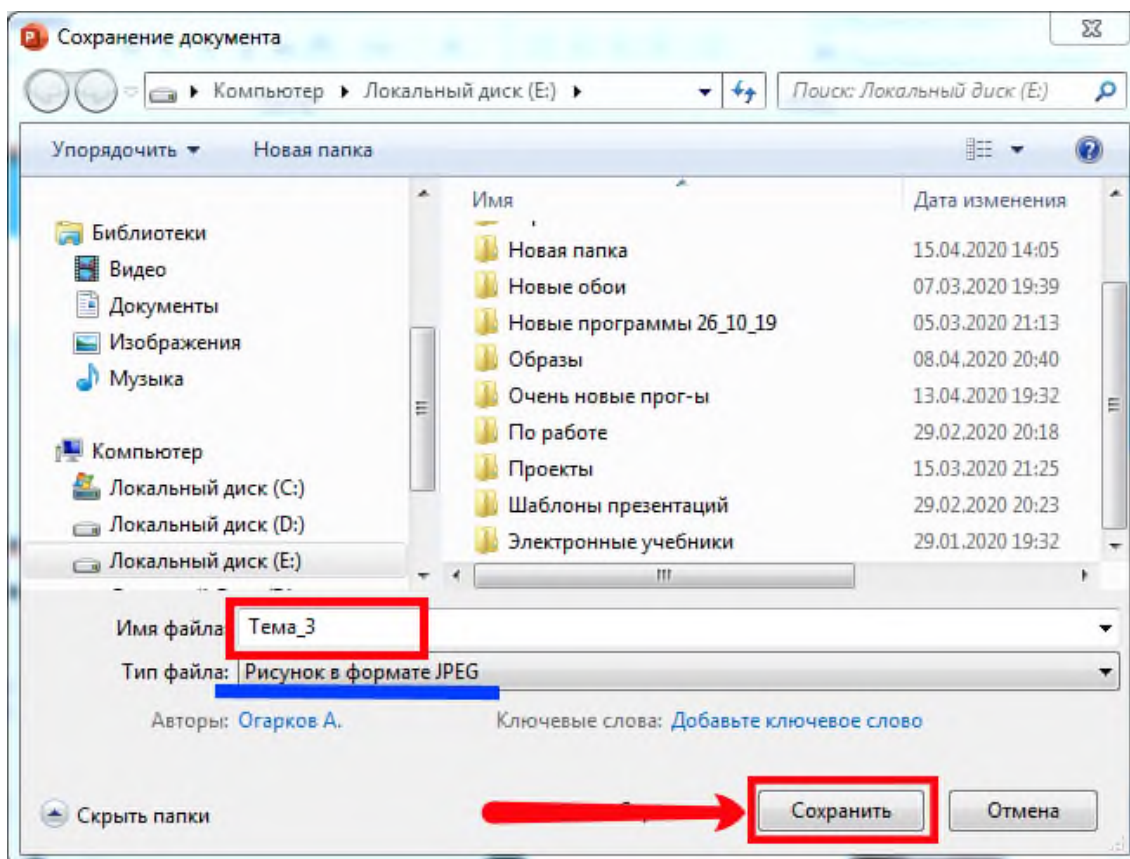 Сохранение документа
Компьютер Локальный диск (E:)
Поиск: Локальный диск (E:)
Упорядочить Новая папка
Имя Дата изменения
Библиотеки
Видео
Документы
Изображения
Музыка
Компьютер
Локальный диск (C:)
Локальный диск (D:)
Локальный диск (E:)
Новая папка 15.04.2020 14:05
Новые обои 07.03.2020 19:39
Новые программы 26_10_19 05.03.2020 21:13
Образы 08.04.2020 20:40
Очень новые прог-ы 13.04.2020 19:32
По работе 29.02.2020 20:18
Проекты 15.03.2020 21:25
Шаблоны презентаций 29.02.2020 20:23
Электронные учебники 29.01.2020 19:32
Имя файла: Тема_3
Тип файла: Рисунок в формате JPEG
Авторы: Огарков А. Ключевые слова: Добавьте ключевое слово
Скрыть папки Сохранить Отмена